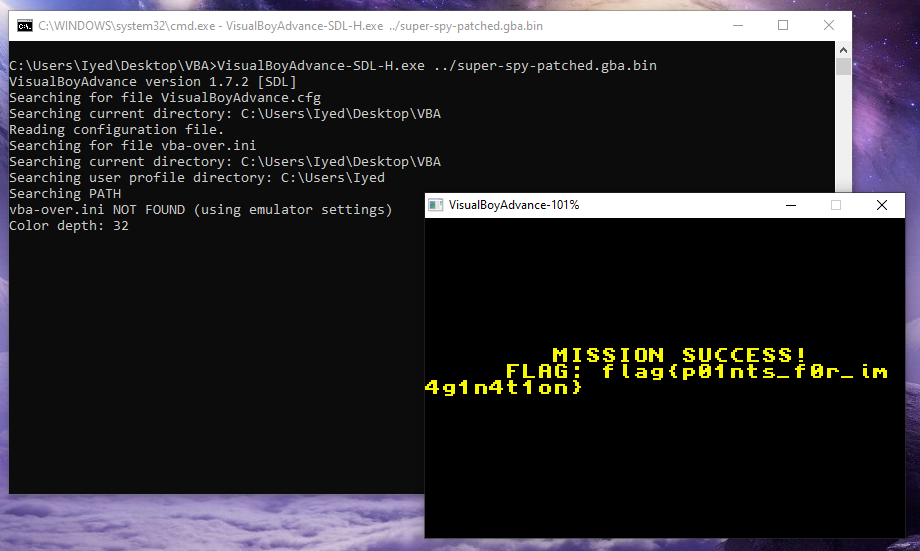 C:\WINDOWS\system32\cmd.exe - VisualBoyAdvance-SDL-H.exe ../super-spy-patched.gba.bin
C:\Users\Iyed\Desktop\VBA>VisualBoyAdvance-SDL-H.exe ../super-spy-patched.gba.bin
VisualBoyAdvance version 1.7.2 [SDL]
Searching for file VisualBoyAdvance.cfg
Searching current directory: C:\Users\Iyed\Desktop\VBA
Reading configuration file.
Searching for file vba-over.ini
Searching current directory: C:\Users\Iyed\Desktop\VBA
Searching user profile directory: C:\Users\Iyed
Searching PATH
vba-over.ini NOT FOUND (using emulator settings)
Color depth: 32
VisualBoyAdvance-101%
MISSION SUCCESS!
FLAG: flag{p01nts_f0r_im
4g1n4t1on}